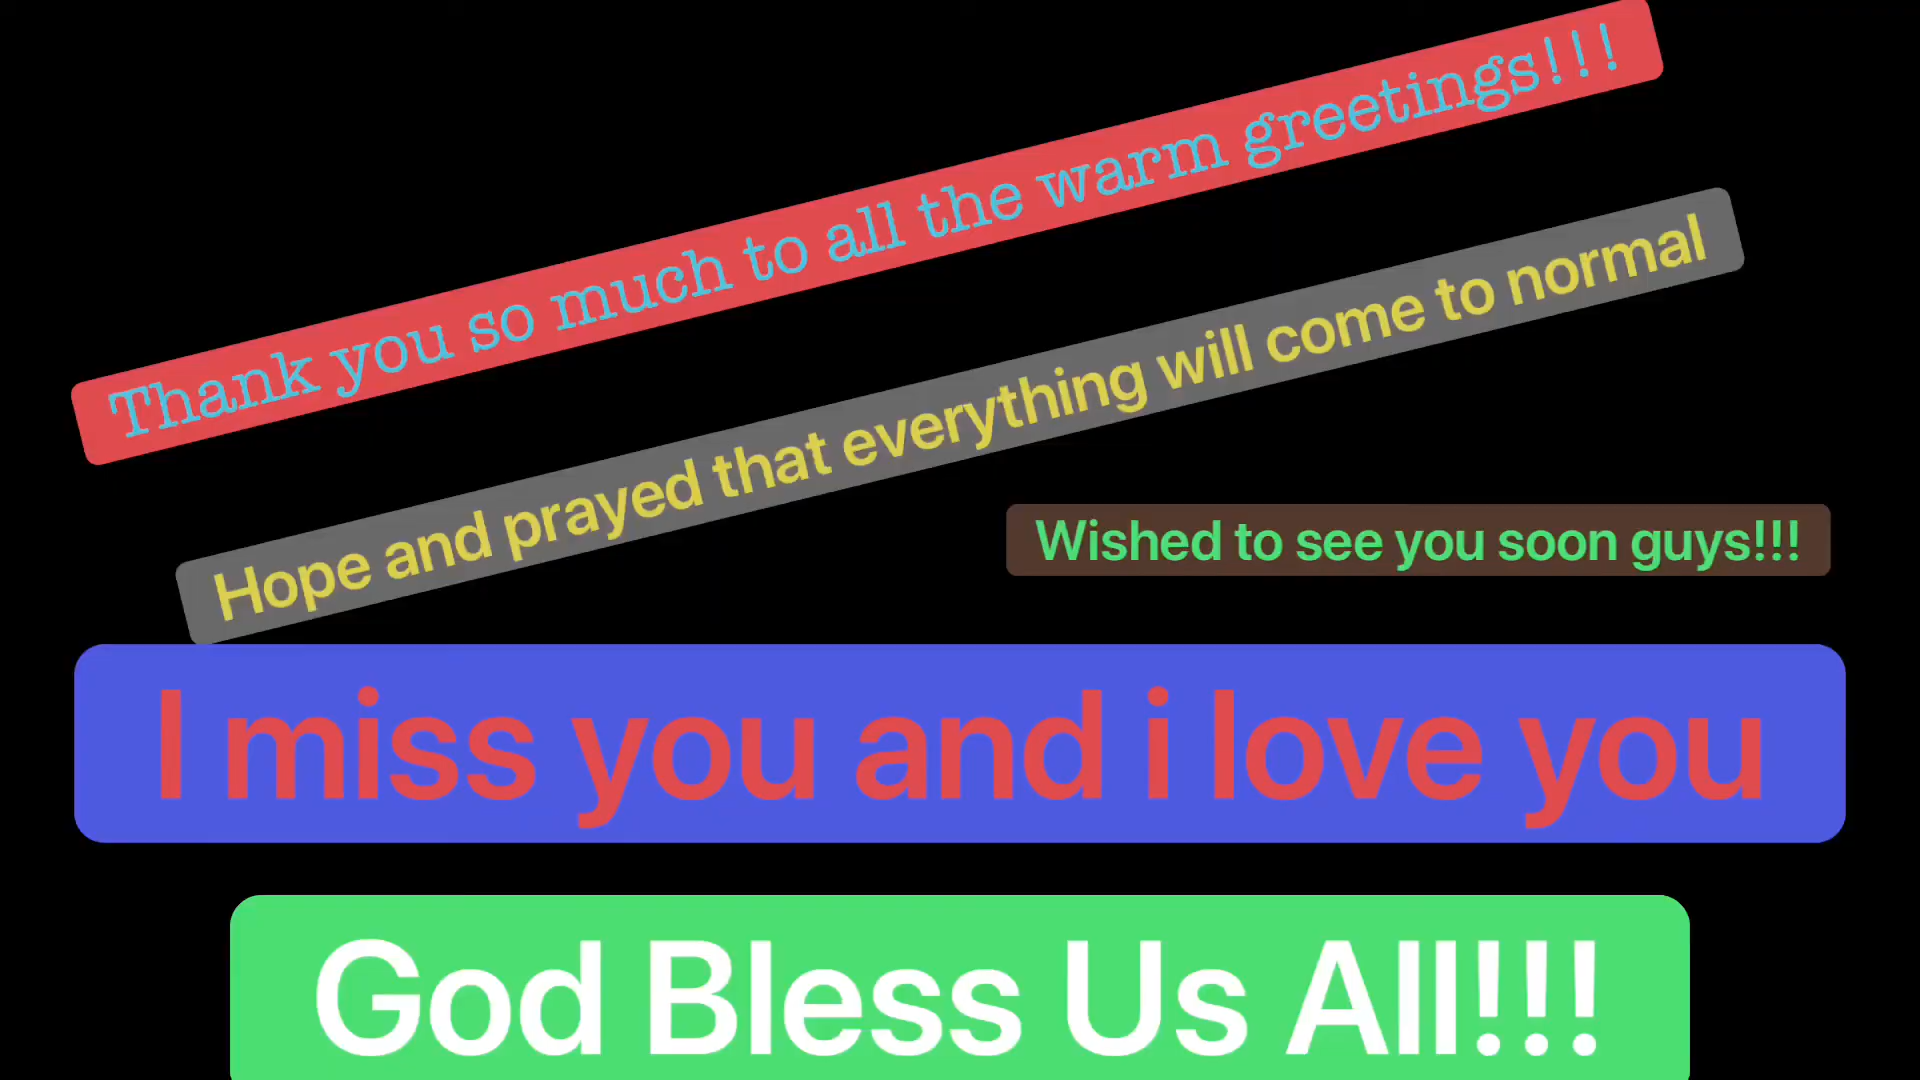 Thank you so much to all the warm greetings!!!
Hope and prayed that everything will come to normal
Wished to see you soon guys!!!
I miss you and i love you
God Bless Us All!!!